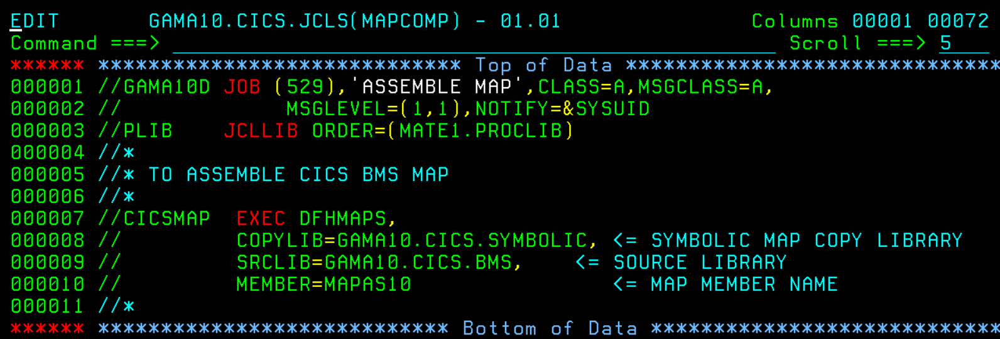 EDIT       GAMA10.CICS.JCLS(MAPCOMP) - 01.01               Columns 00001 00072
Command ===>                                                  Scroll ===> 5
****** ***************************** Top of Data ******************************
000001 //GAMA10D JOB (529),'ASSEMBLE MAP',CLASS=A,MSGCLASS=A,
000002 //             MSGLEVEL=(1,1),NOTIFY=&SYSUID
000003 //PLIB    JCLLIB ORDER=(MATE1.PROCLIB)
000004 //*
000005 //* TO ASSEMBLE CICS BMS MAP
000006 //*
000007 //CICSMAP  EXEC DFHMAPS,
000008 //         COPYLIB=GAMA10.CICS.SYMBOLIC, <= SYMBOLIC MAP COPY LIBRARY
000009 //         SRCLIB=GAMA10.CICS.BMS,    <= SOURCE LIBRARY
000010 //         MEMBER=MAPAS10                <= MAP MEMBER NAME
000011 //*
****** **************************** Bottom of Data ****************************